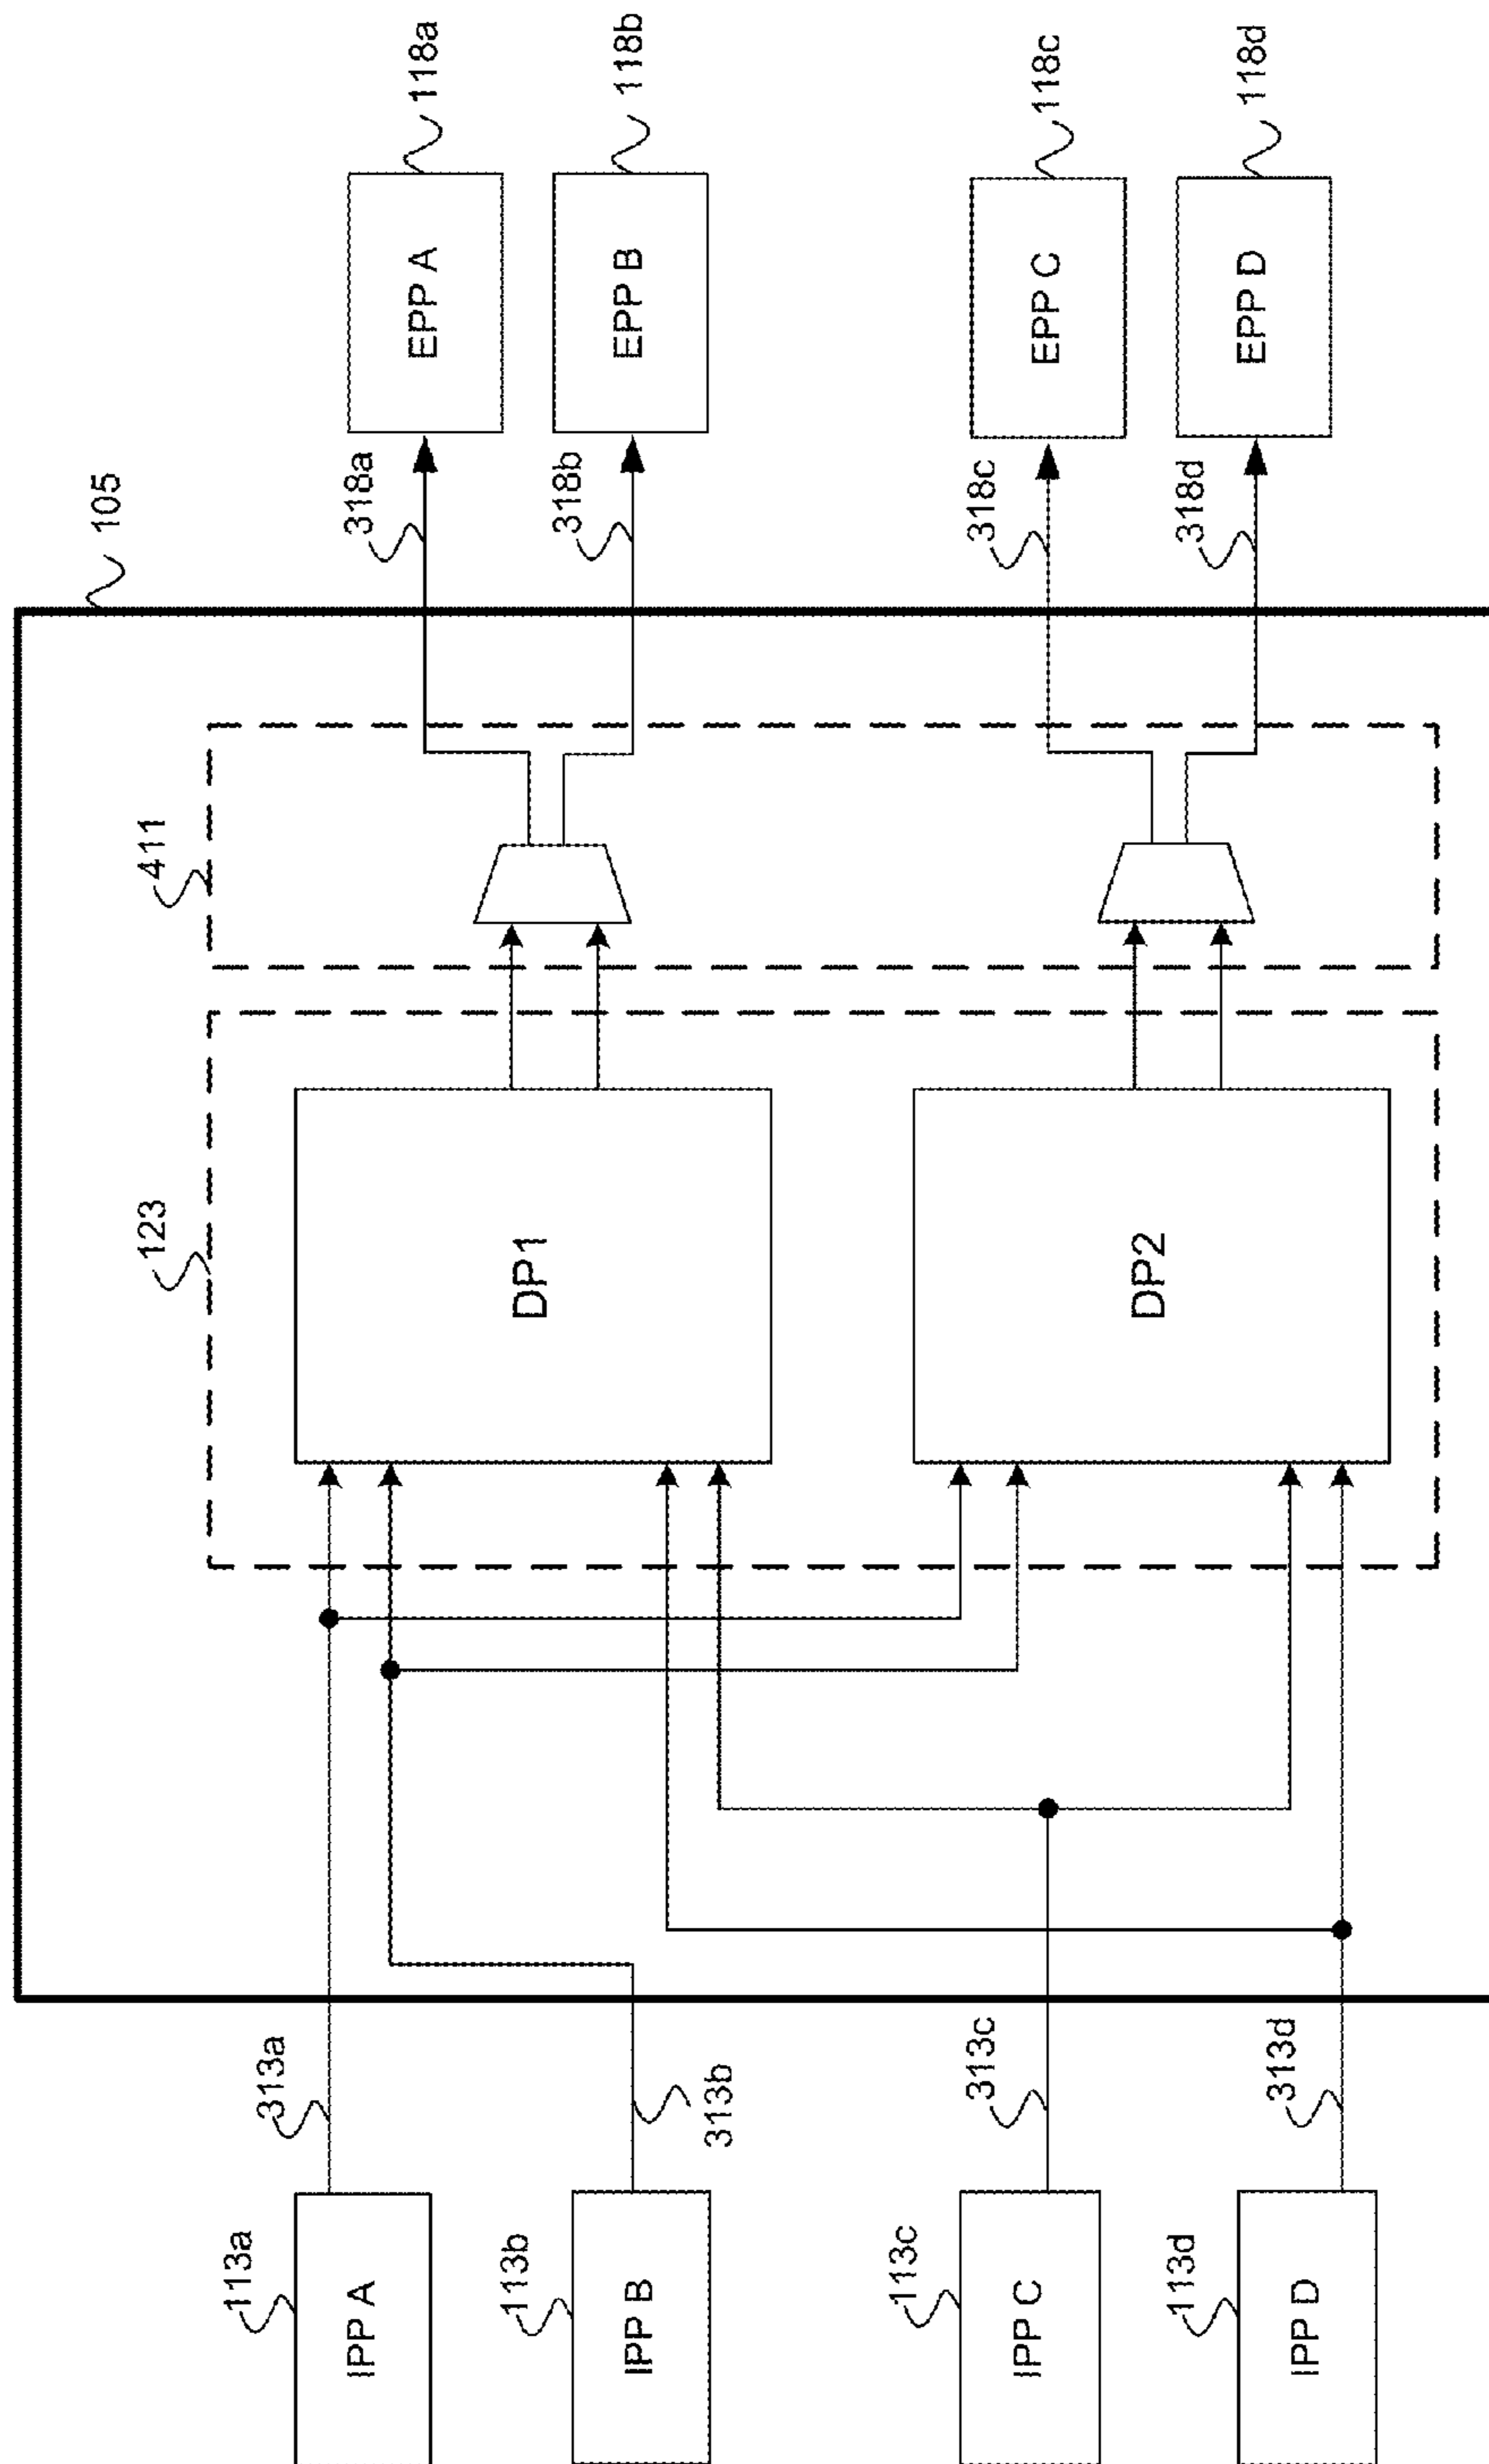 105
123
411
113a
IPP A
313a
113b
IPP B
313b
113c
IPP C
313c
113d
IPP D
313d
DP1
DP2
318a
EPP A
118a
318b
EPP B
118b
318c
EPP C
118c
318d
EPP D
118d